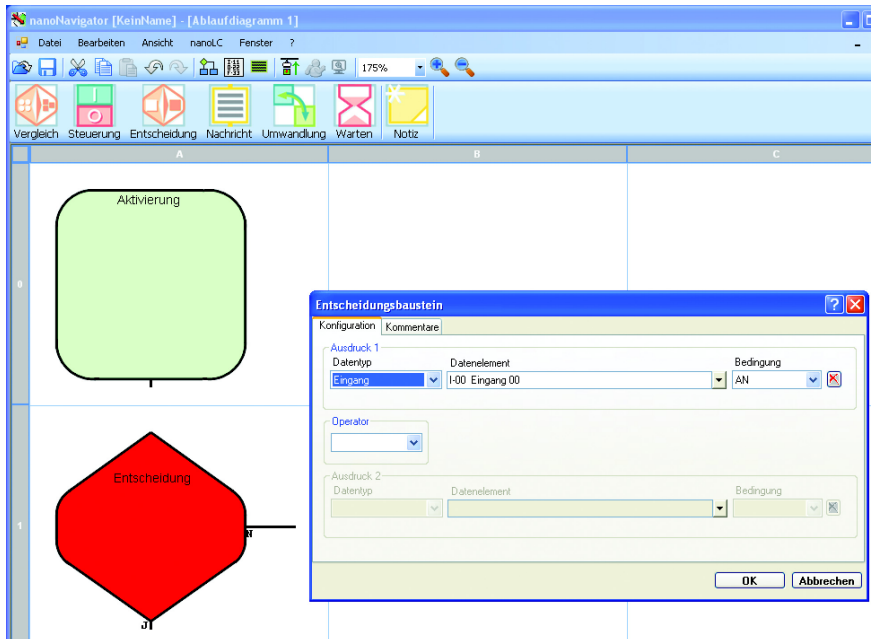 nanoNavigator [KeinName] - [Ablaufdiagramm 1]
Datei Bearbeiten Ansicht nanoLC Fenster ?
175%
Vergleich Steuerung Entscheidung Nachricht Umwandlung Warten Notiz
A B C
0
Aktivierung
Entscheidungsbaustein
Konfiguration Kommentare
Ausdruck 1
Datentyp Datenelement Bedingung
Eingang I-00 Eingang 00 AN
Operator
Ausdruck 2
Datentyp Datenelement Bedingung
OK Abbrechen
1
Entscheidung
N
J